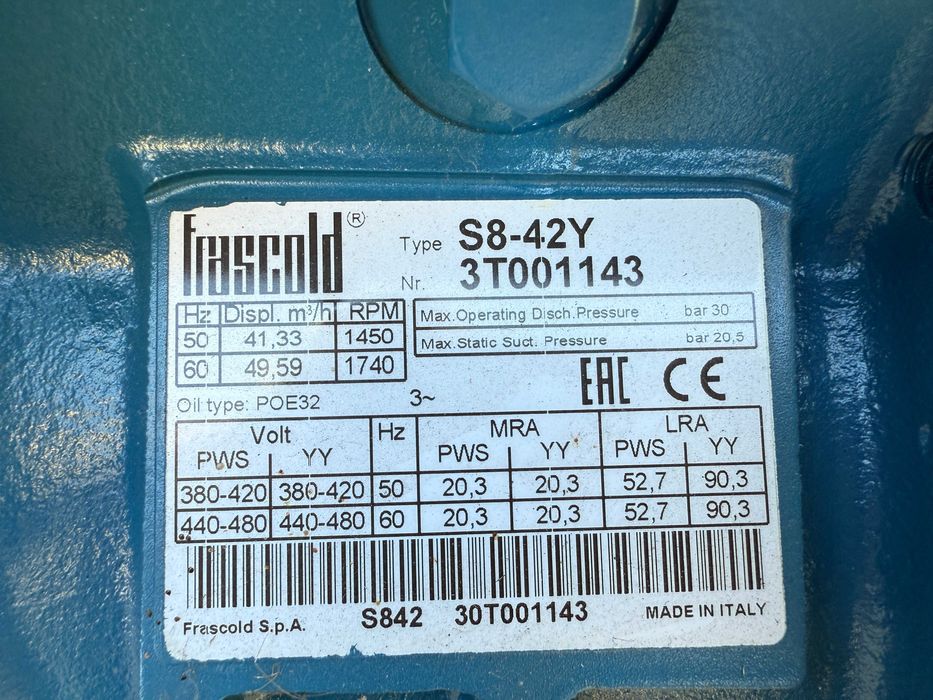 frascold ®
Type S8-42Y
Nr. 3T001143
Hz Displ. m³/h RPM
50 41,33 1450
60 49,59 1740
Max.Operating Disch.Pressure bar 30
Max.Static Suct. Pressure bar 20,5
Oil type: POE32 3~
EAC CE
Volt Hz MRA LRA
PWS YY PWS YY PWS YY
380-420 380-420 50 20,3 20,3 52,7 90,3
440-480 440-480 60 20,3 20,3 52,7 90,3
S842 30T001143
Frascold S.p.A. MADE IN ITALY